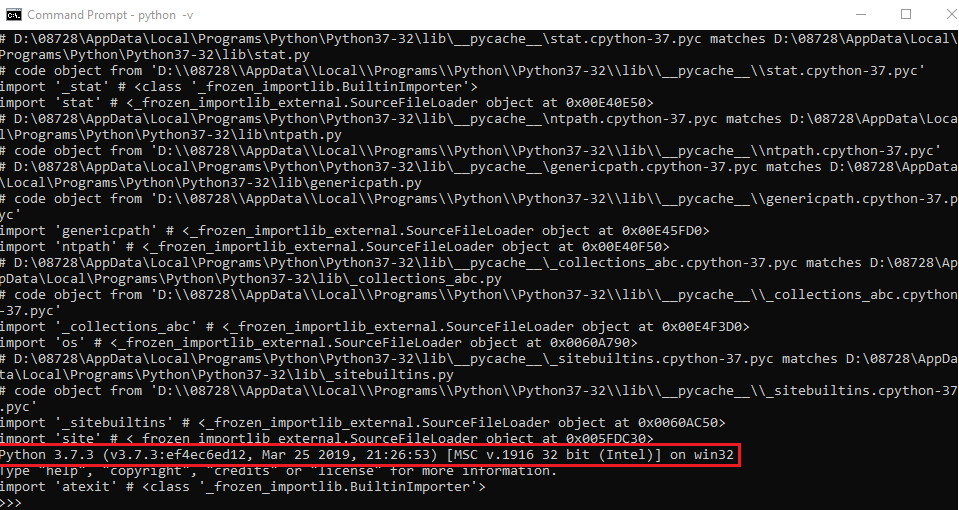 Command Prompt - python -v
# D:\08728\AppData\Local\Programs\Python\Python37-32\lib\__pycache__\stat.cpython-37.pyc matches D:\08728\AppData\Local\
Programs\Python\Python37-32\lib\stat.py
# code object from 'D:\\08728\\AppData\\Local\\Programs\\Python\\Python37-32\\lib\\__pycache__\\stat.cpython-37.pyc'
import '_stat' # <class '_frozen_importlib.BuiltinImporter'>
import 'stat' # <_frozen_importlib_external.SourceFileLoader object at 0x00E40E50>
# D:\08728\AppData\Local\Programs\Python\Python37-32\lib\__pycache__\ntpath.cpython-37.pyc matches D:\08728\AppData\Loca
l\Programs\Python\Python37-32\lib\ntpath.py
# code object from 'D:\\08728\\AppData\\Local\\Programs\\Python\\Python37-32\\lib\\__pycache__\\ntpath.cpython-37.pyc'
# D:\08728\AppData\Local\Programs\Python\Python37-32\lib\__pycache__\genericpath.cpython-37.pyc matches D:\08728\AppData
\Local\Programs\Python\Python37-32\lib\genericpath.py
# code object from 'D:\\08728\\AppData\\Local\\Programs\\Python\\Python37-32\\lib\\__pycache__\\genericpath.cpython-37.p
yc'
import 'genericpath' # <_frozen_importlib_external.SourceFileLoader object at 0x00E45FD0>
import 'ntpath' # <_frozen_importlib_external.SourceFileLoader object at 0x00E40F50>
# D:\08728\AppData\Local\Programs\Python\Python37-32\lib\__pycache__\_collections_abc.cpython-37.pyc matches D:\08728\Ap
pData\Local\Programs\Python\Python37-32\lib\_collections_abc.py
# code object from 'D:\\08728\\AppData\\Local\\Programs\\Python\\Python37-32\\lib\\__pycache__\\_collections_abc.cpython
-37.pyc'
import '_collections_abc' # <_frozen_importlib_external.SourceFileLoader object at 0x00E4F3D0>
import 'os' # <_frozen_importlib_external.SourceFileLoader object at 0x0060A790>
# D:\08728\AppData\Local\Programs\Python\Python37-32\lib\__pycache__\_sitebuiltins.cpython-37.pyc matches D:\08728\AppDa
ta\Local\Programs\Python\Python37-32\lib\_sitebuiltins.py
# code object from 'D:\\08728\\AppData\\Local\\Programs\\Python\\Python37-32\\lib\\__pycache__\\_sitebuiltins.cpython-37
.pyc'
import '_sitebuiltins' # <_frozen_importlib_external.SourceFileLoader object at 0x0060AC50>
import 'site' # <_frozen_importlib_external.SourceFileLoader object at 0x005FDC30>
Python 3.7.3 (v3.7.3:ef4ec6ed12, Mar 25 2019, 21:26:53) [MSC v.1916 32 bit (Intel)] on win32
Type "help", "copyright", "credits" or "license" for more information.
import 'atexit' # <class '_frozen_importlib.BuiltinImporter'>
>>>